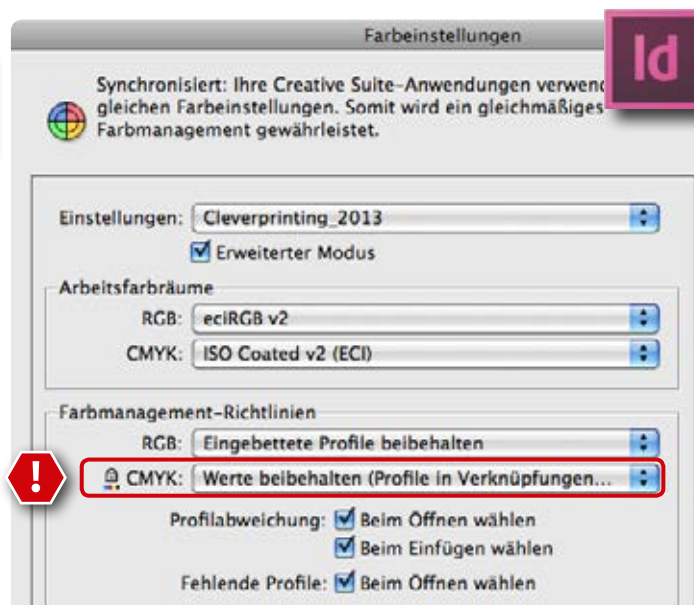 Farbeinstellungen
Id
Synchronisiert: Ihre Creative Suite-Anwendungen
gleichen Farbeinstellungen. Somit wird ein gleichmäßiges
Farbmanagement gewährleistet.
Einstellungen: Cleverprinting_2013
Erweiterter Modus
Arbeitsfarbräume
RGB: eciRGB v2
CMYK: ISO Coated v2 (ECI)
Farbmanagement-Richtlinien
RGB: Eingebettete Profile beibehalten
! CMYK: Werte beibehalten (Profile in Verknüpfungen...
Profilabweichung: Beim Öffnen wählen
Beim Einfügen wählen
Fehlende Profile: Beim Öffnen wählen